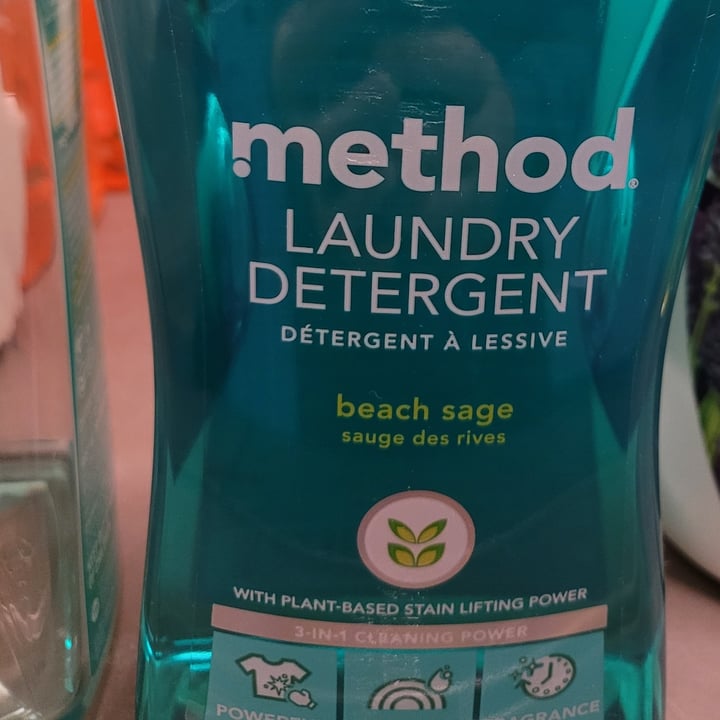 method.
LAUNDRY
DETERGENT
DÉTERGENT À LESSIVE
beach sage
sauge des rives
WITH PLANT-BASED STAIN LIFTING POWER
3-IN-1 CLEANING POWER